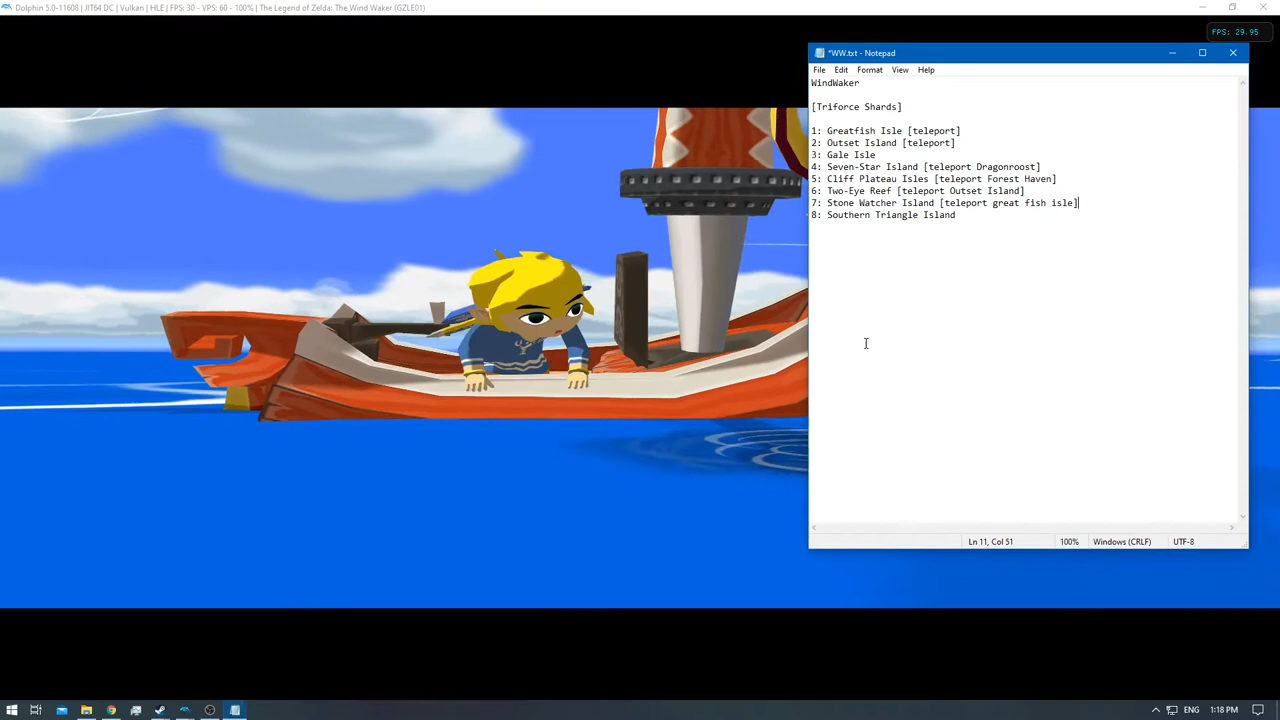 Dolphin 5.0-11608 | JIT64 DC | Vulkan | HLE | FPS: 30 - VPS: 60 - 100% | The Legend of Zelda: The Wind Waker (GZLE01)
FPS: 29.95
*WW.txt - Notepad
File Edit Format View Help
WindWaker
[Triforce Shards]
1: Greatfish Isle [teleport]
2: Outset Island [teleport]
3: Gale Isle
4: Seven-Star Island [teleport Dragonroost]
5: Cliff Plateau Isles [teleport Forest Haven]
6: Two-Eye Reef [teleport Outset Island]
7: Stone Watcher Island [teleport great fish isle]
8: Southern Triangle Island
Ln 11, Col 51 100% Windows (CRLF) UTF-8
ENG 1:18 PM